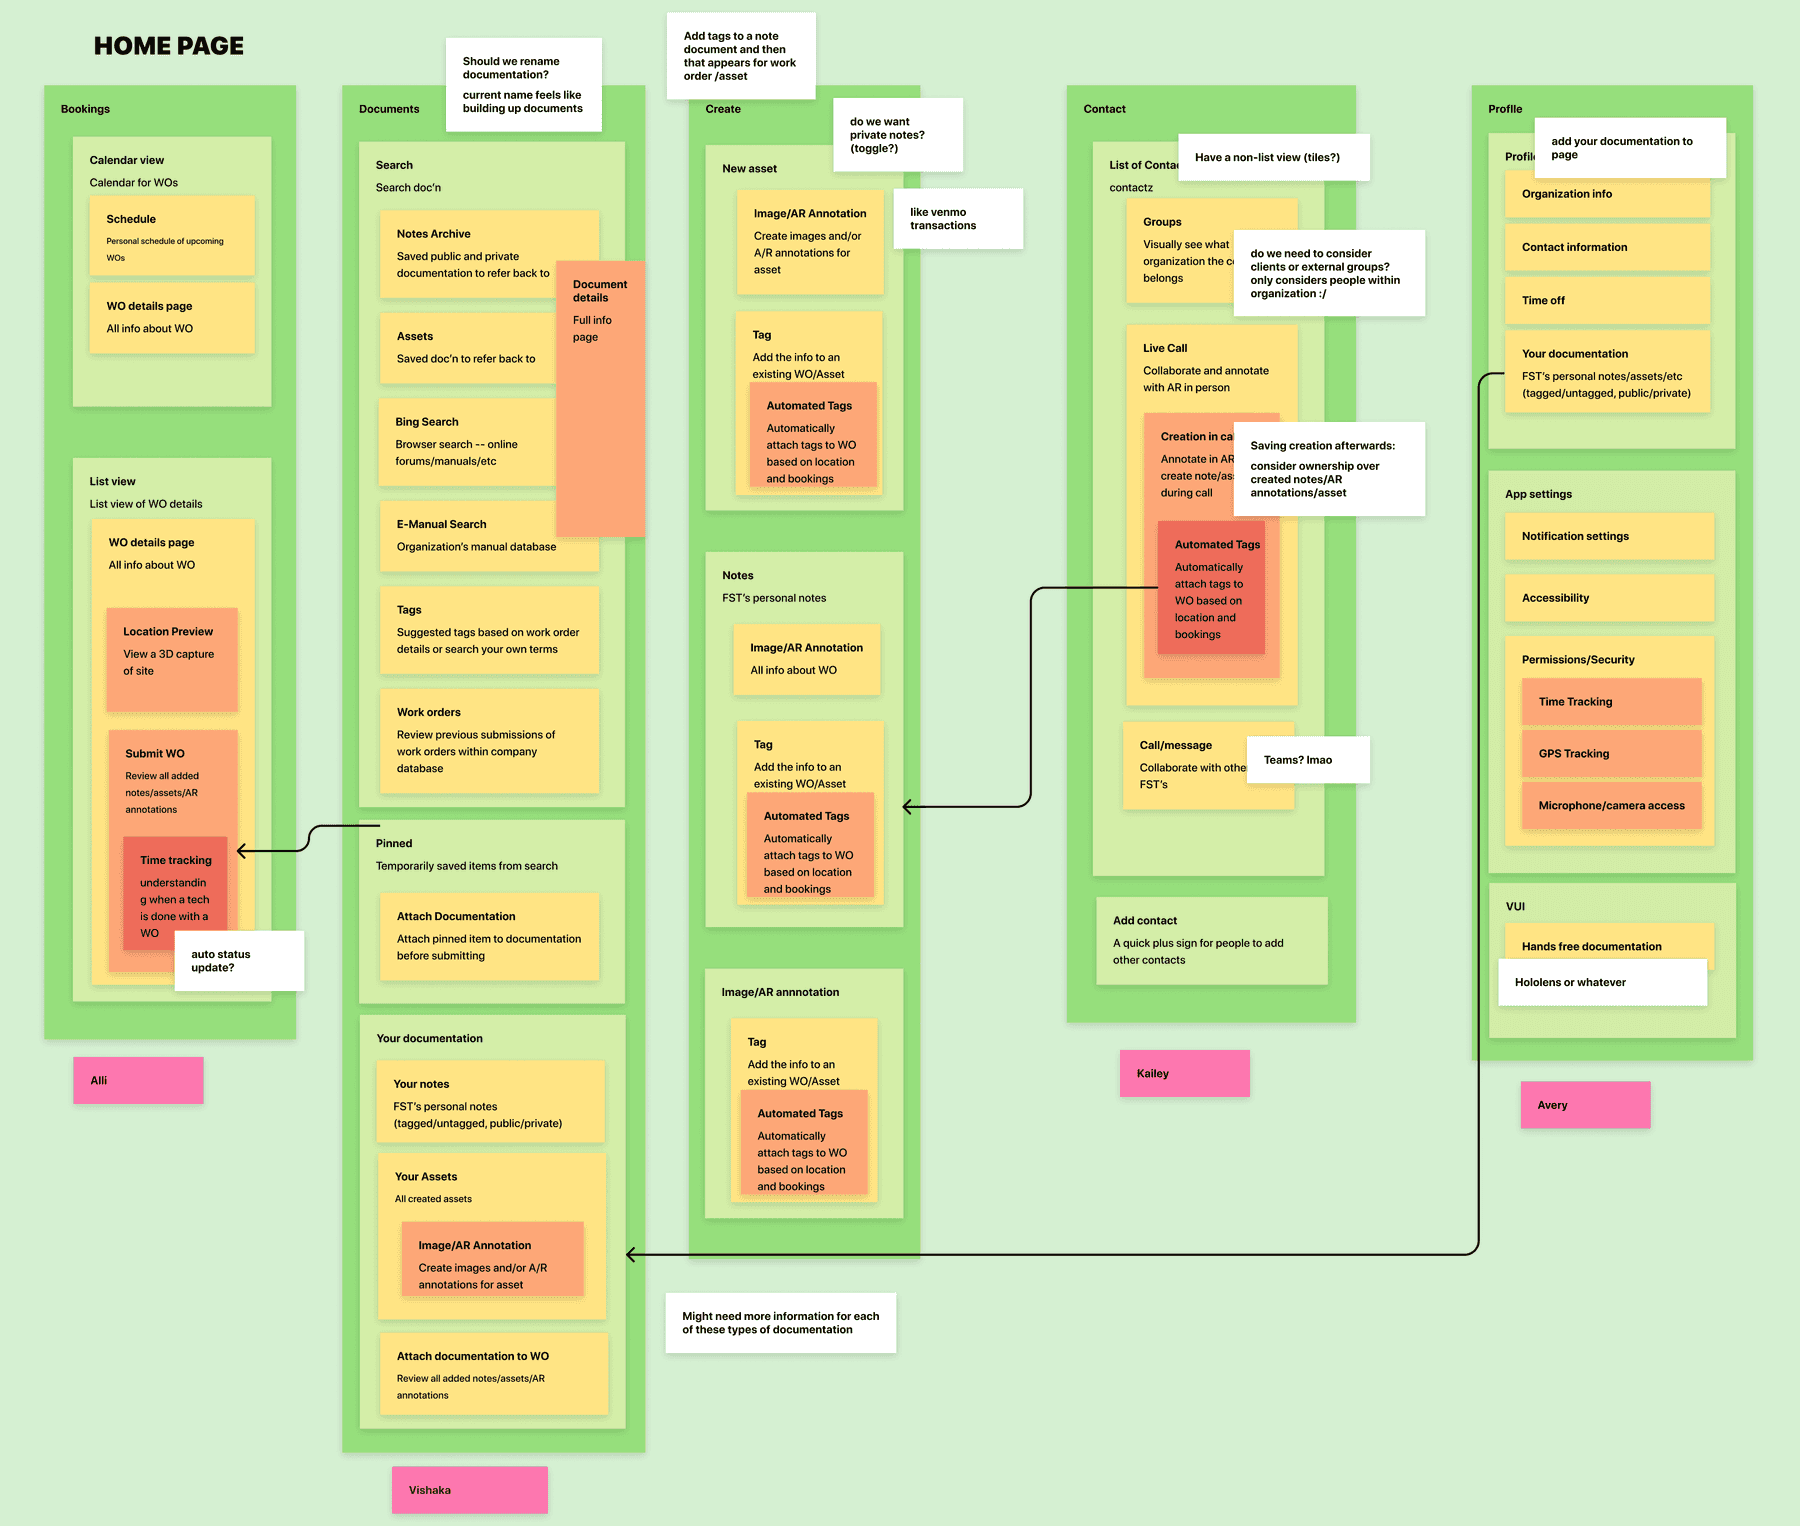 HOME PAGE
Bookings
Calendar view
Calendar for WOs
Schedule
Personal schedule of upcoming
WOs
WO details page
All info about WO
List view
List view of WO details
WO details page
All info about WO
Location Preview
View a 3D capture
of site
Submit WO
Review all added
notes/assets/AR
annotations
Time tracking
understandin
g when a tech
is done with a
WO
auto status
update?
Alli
Should we rename
documentation?
current name feels like
building up documents
Documents
Search
Search doc'n
Notes Archive
Saved public and private
documentation to refer back to
Document
details
Full info
page
Assets
Saved doc'n to refer back to
Bing Search
Browser search -- online
forums/manuals/etc
E-Manual Search
Organization's manual database
Tags
Suggested tags based on work order
details or search your own terms
Work orders
Review previous submissions of
work orders within company
database
Pinned
Temporarily saved items from search
Attach Documentation
Attach pinned item to documentation
before submitting
Your documentation
Your notes
FST's personal notes
(tagged/untagged, public/private)
Your Assets
All created assets
Image/AR Annotation
Create images and/or A/R
annotations for asset
Attach documentation to WO
Review all added notes/assets/AR
annotations
Vishaka
Add tags to a note
document and then
that appears for work
order /asset
Create
do we want
private notes?
(toggle?)
New asset
like venmo
transactions
Image/AR Annotation
Create images and/or
A/R annotations for
asset
Tag
Add the info to an
existing WO/Asset
Automated Tags
Automatically
attach tags to WO
based on location
and bookings
Notes
FST's personal notes
Image/AR Annotation
All info about WO
Tag
Add the info to an
existing WO/Asset
Automated Tags
Automatically
attach tags to WO
based on location
and bookings
Image/AR annnotation
Tag
Add the info to an
existing WO/Asset
Automated Tags
Automatically
attach tags to WO
based on location
and bookings
Might need more information for each
of these types of documentation
Contact
Have a non-list view (tiles?)
List of
contactz
Groups
Visually see what
organization the
belongs
do we need to consider
clients or external groups?
only considers people within
organization :/
Live Call
Collaborate and annotate
with AR in person
Creation in
Annotate in AR
create
during call
Saving creation afterwards:
consider ownership over
created notes/AR
annotations/asset
Automated Tags
Automatically
attach tags to
WO based on
location and
bookings
Call/message
Collaborate with
FST's
Teams? lmao
Add contact
A quick plus sign for people to add
other contacts
Kailey
Profile
add your documentation to
page
Organization info
Contact information
Time off
Your documentation
FST's personal notes/assets/etc
(tagged/untagged, public/private)
App settings
Notification settings
Accessibility
Permissions/Security
Time Tracking
GPS Tracking
Microphone/camera access
VUI
Hands free documentation
Hololens or whatever
Avery